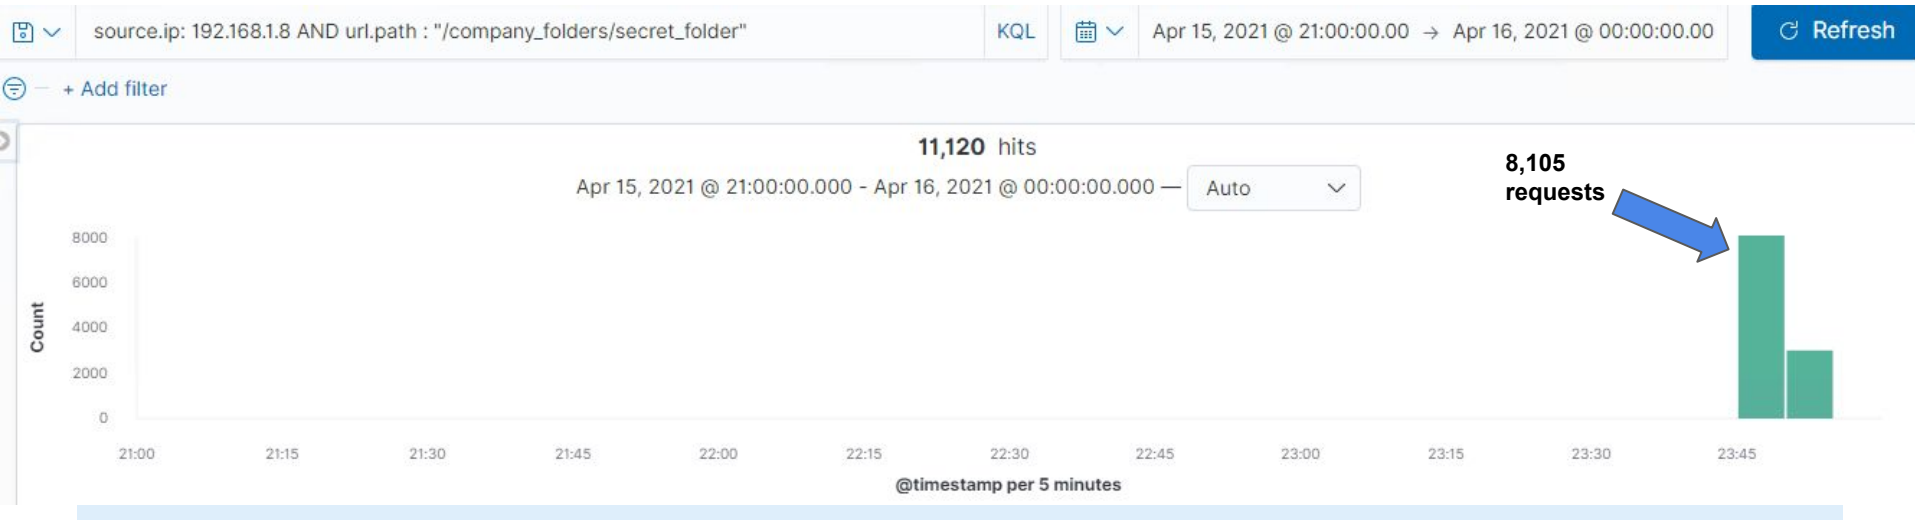 source.ip: 192.168.1.8 AND url.path : "/company_folders/secret_folder"
KQL
Apr 15, 2021 @ 21:00:00.00 → Apr 16, 2021 @ 00:00:00.00
Refresh
+ Add filter
11,120 hits
Apr 15, 2021 @ 21:00:00.000 - Apr 16, 2021 @ 00:00:00.000 —
Auto
8,105
requests
8000
6000
4000
2000
0
Count
21:00
21:15
21:30
21:45
22:00
22:15
22:30
22:45
23:00
23:15
23:30
23:45
@timestamp per 5 minutes